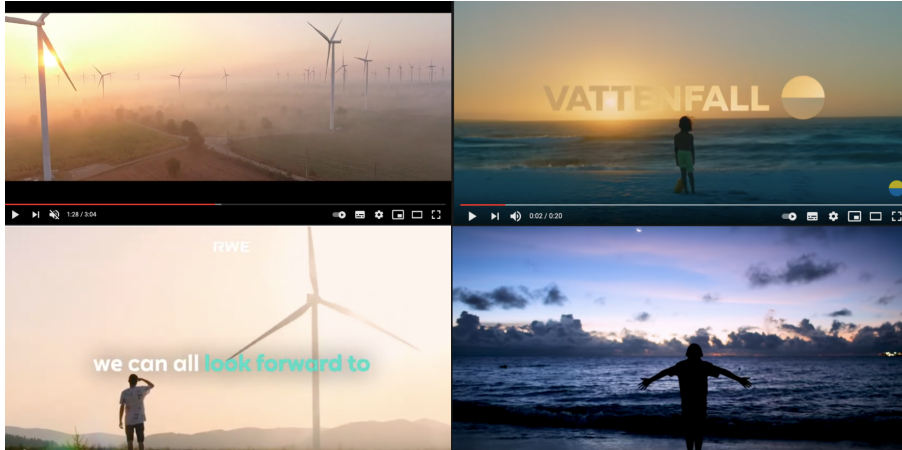 VATTENFALL
1:28 / 3:04
0:02 / 0:20
RWE
we can all look forward to